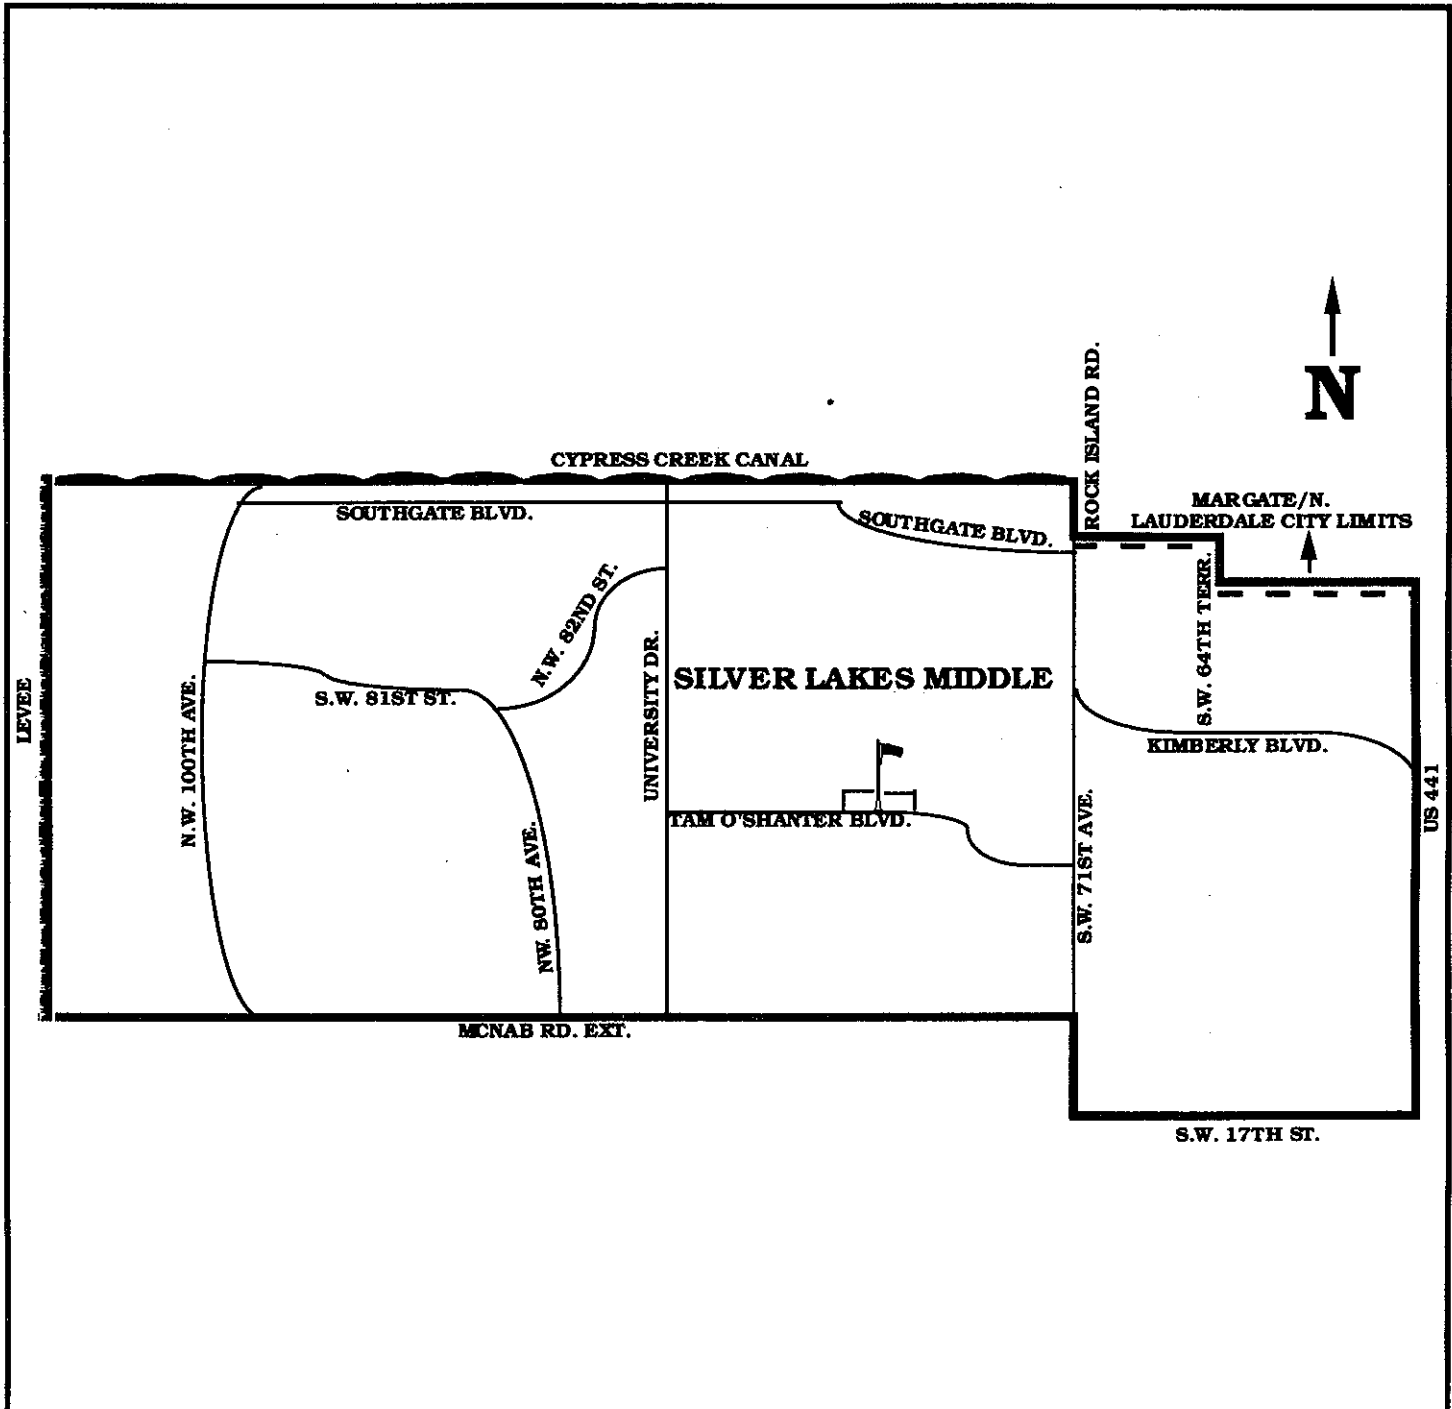 N
ROCK ISLAND RD.
CYPRESS CREEK CANAL
MARGATE/N.
LAUDERDALE CITY LIMITS
SOUTHGATE BLVD.
SOUTHGATE BLVD.
N.W. 82ND ST.
S.W. 64TH TERR.
UNIVERSITY DR.
SILVER LAKES MIDDLE
LEVEE
N.W. 100TH AVE.
S.W. 81ST ST.
KIMBERLY BLVD.
US 441
TAM O'SHANTER BLVD.
NW. 80TH AVE.
S.W. 71ST AVE.
MCNAB RD. EXT.
S.W. 17TH ST.